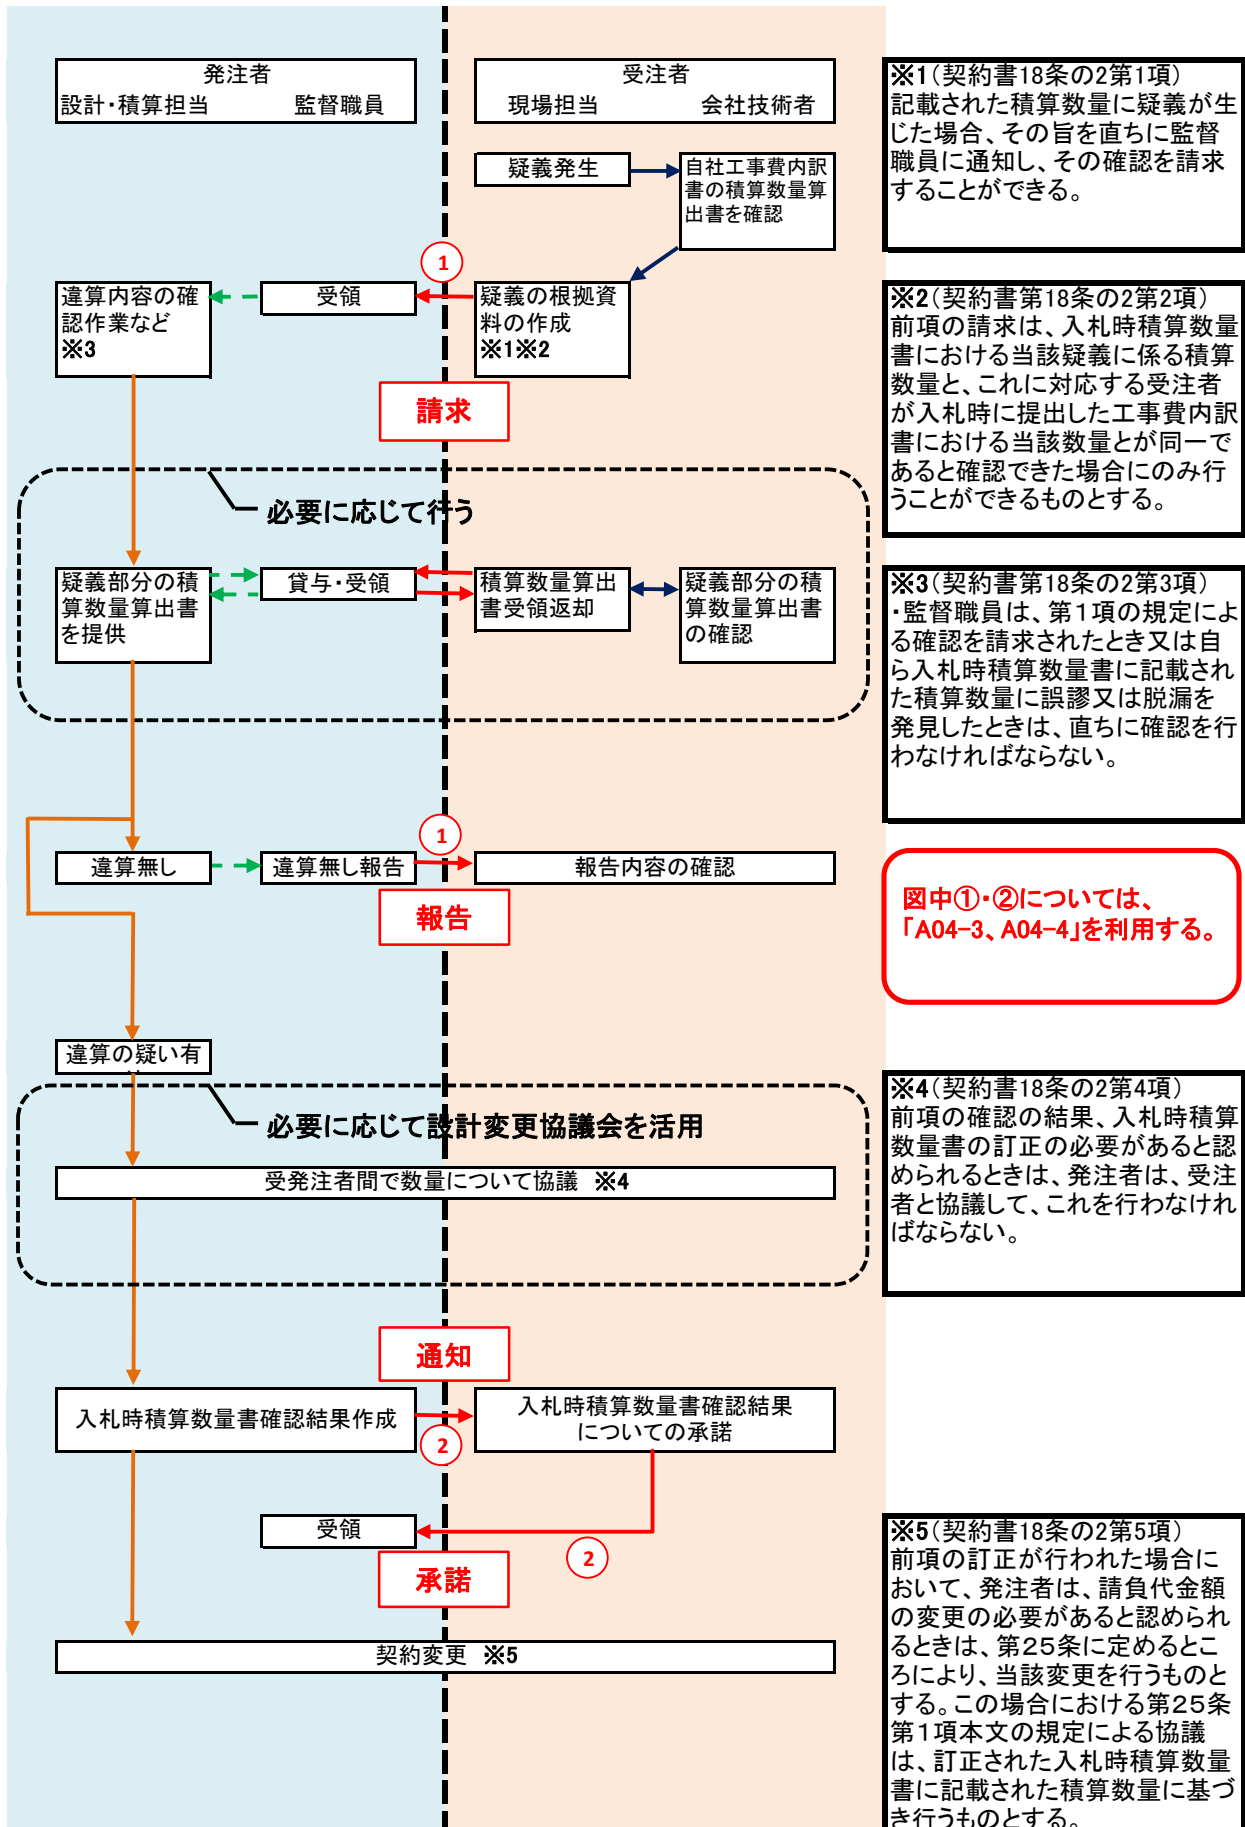 発注者
設計・積算担当　監督職員
受注者
現場担当　会社技術者
疑義発生
自社工事費内訳
書の積算数量算
出書を確認
1
違算内容の確
認作業など
※3
受領
疑義の根拠資
料の作成
※1※2
請求
必要に応じて行う
疑義部分の積
算数量算出書
を提供
貸与・受領
積算数量算出
書受領返却
疑義部分の積
算数量算出書
の確認
1
違算無し
違算無し報告
報告内容の確認
報告
違算の疑い有
必要に応じて設計変更協議会を活用
受発注者間で数量について協議　※4
通知
入札時積算数量書確認結果作成
2
入札時積算数量書確認結果
についての承諾
受領
2
承諾
契約変更　※5
※1(契約書18条の2第1項)
記載された積算数量に疑義が生
じた場合、その旨を直ちに監督
職員に通知し、その確認を請求
することができる。
※2(契約書第18条の2第2項)
前項の請求は、入札時積算数量
書における当該疑義に係る積算
数量と、これに対応する受注者
が入札時に提出した工事費内訳
書における当該数量とが同一で
あると確認できた場合にのみ行
うことができるものとする。
※3(契約書第18条の2第3項)
・監督職員は、第1項の規定によ
る確認を請求されたとき又は自
ら入札時積算数量書に記載され
た積算数量に誤謬又は脱漏を
発見したときは、直ちに確認を行
わなければならない。
図中①・②については、
「A04-3、A04-4」を利用する。
※4(契約書18条の2第4項)
前項の確認の結果、入札時積算
数量書の訂正の必要があると認
められるときは、発注者は、受注
者と協議して、これを行わなけれ
ばならない。
※5(契約書18条の2第5項)
前項の訂正が行われた場合に
おいて、発注者は、請負代金額
の変更の必要があると認められ
るときは、第25条に定めるとこ
ろにより、当該変更を行うものと
する。この場合における第25条
第1項本文の規定による協議
は、訂正された入札時積算数量
書に記載された積算数量に基づ
き行うものとする。